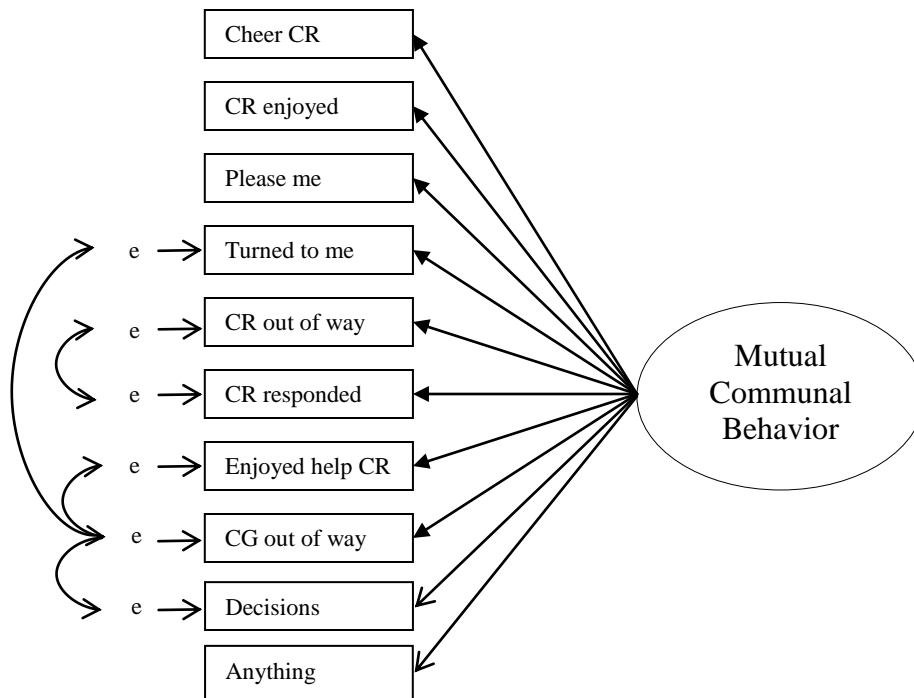 Cheer CR
CR enjoyed
Please me
e Turned to me
e CR out of way
e CR responded
e Enjoyed help CR
e CG out of way
e Decisions
Anything
Mutual
Communal
Behavior